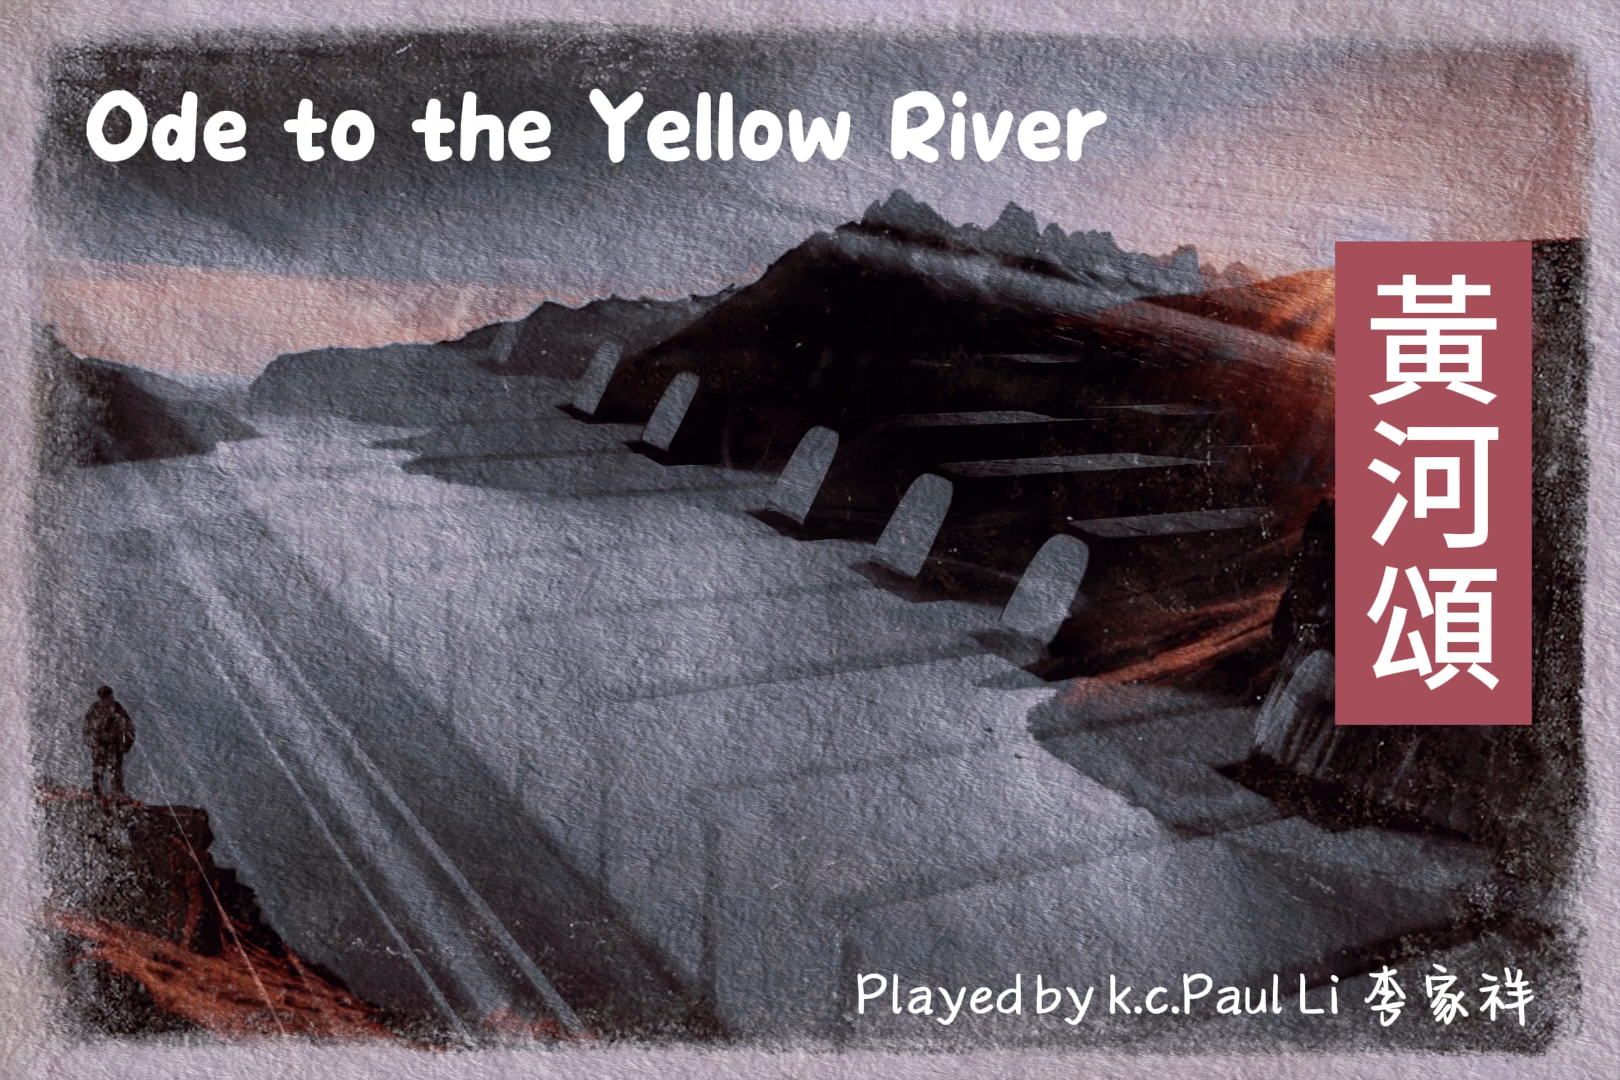 Ode to the Yellow River
黃河頌
Played by k.c.Paul Li 李家祥